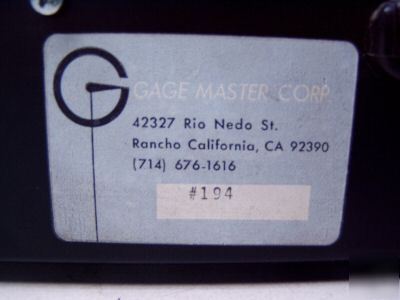 GAGE MASTER CORP.
42327 Rio Nedo St.
Rancho California, CA 92390
(714) 676-1616
#194